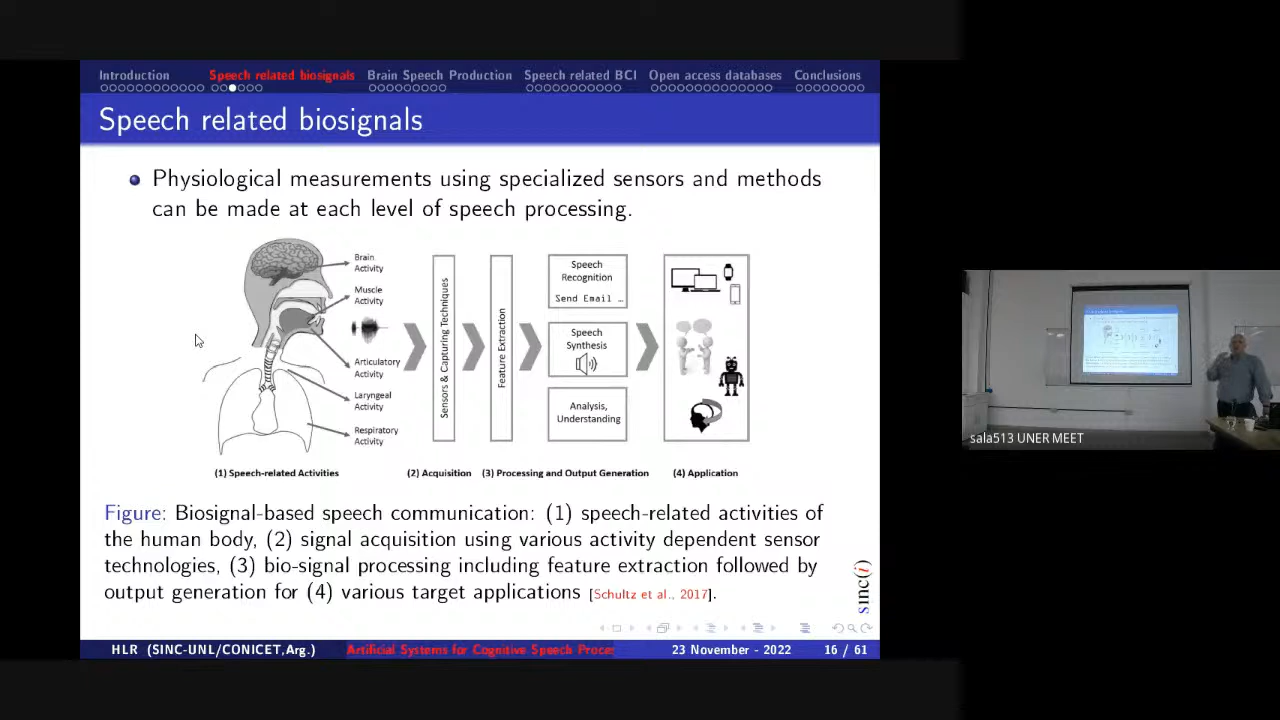 Introduction
Speech related biosignals
Brain Speech Production
Speech related BCI
Open access databases
Conclusions
Speech related biosignals
Physiological measurements using specialized sensors and methods
can be made at each level of speech processing.
Brain
Activity
Muscle
Activity
Articulatory
Activity
Laryngeal
Activity
Respiratory
Activity
Sensors & Capturing Techniques
Feature Extraction
Speech
Recognition
Send Email ...
Speech
Synthesis
Analysis,
Understanding
(1) Speech-related Activities
(2) Acquisition
(3) Processing and Output Generation
(4) Application
Figure: Biosignal-based speech communication: (1) speech-related activities of
the human body, (2) signal acquisition using various activity dependent sensor
technologies, (3) bio-signal processing including feature extraction followed by
output generation for (4) various target applications [Schultz et al., 2017].
sinc(i)
HLR (SINC-UNL/CONICET,Arg.)
Artificial Systems for Cognitive Speech Proce
23 November - 2022
16 / 61
sala513 UNER MEET